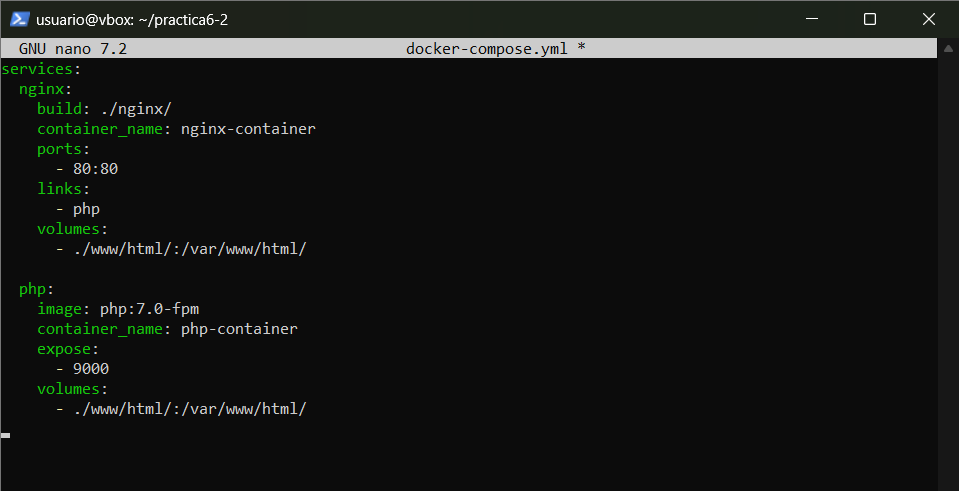 usuario@vbox: ~/practica6-2
GNU nano 7.2 docker-compose.yml *
services:
  nginx:
    build: ./nginx/
    container_name: nginx-container
    ports:
      - 80:80
    links:
      - php
    volumes:
      - ./www/html/:/var/www/html/
  php:
    image: php:7.0-fpm
    container_name: php-container
    expose:
      - 9000
    volumes:
      - ./www/html/:/var/www/html/